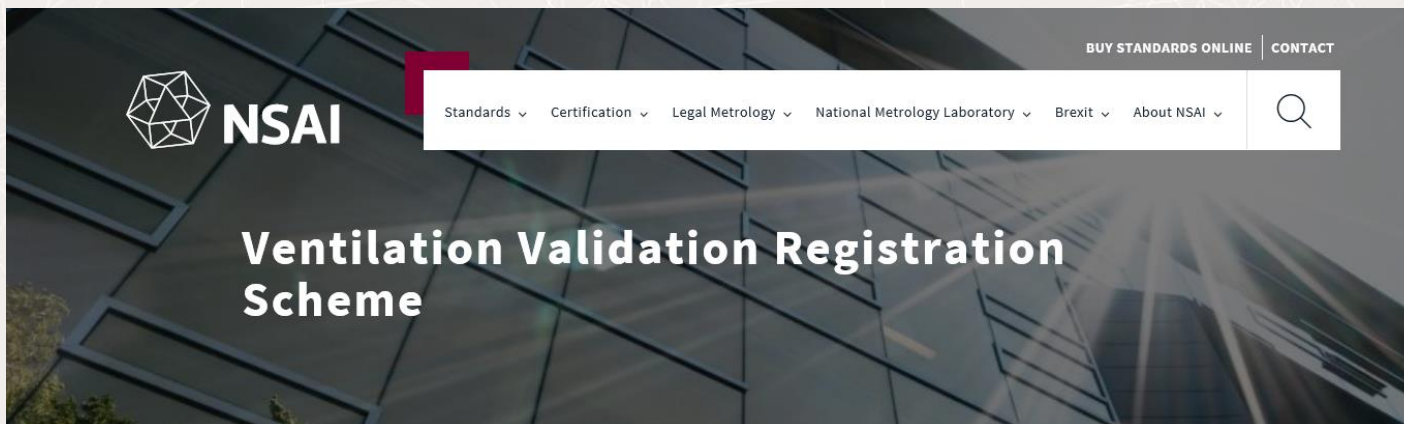 BUY STANDARDS ONLINE CONTACT
NSAI
Standards Certification Legal Metrology National Metrology Laboratory Brexit About NSAI
Ventilation Validation Registration
Scheme